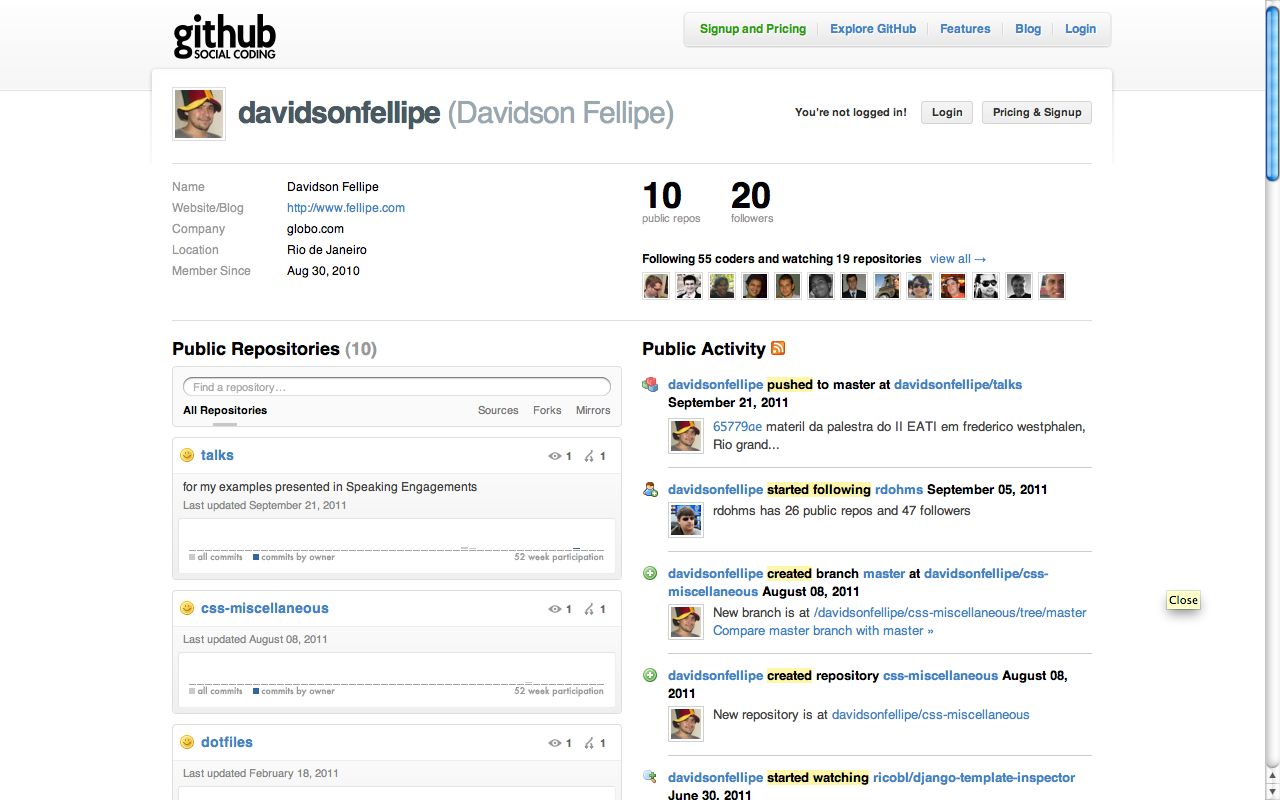 github
SOCIAL CODING
Signup and Pricing
Explore GitHub
Features
Blog
Login
davidsonfellipe (Davidson Fellipe)
You're not logged in!
Login
Pricing & Signup
Name Davidson Fellipe
Website/Blog http://www.fellipe.com
Company globo.com
Location Rio de Janeiro
Member Since Aug 30, 2010
10
public repos
20
followers
Following 55 coders and watching 19 repositories view all →
Public Repositories (10)
Find a repository…
All Repositories
Sources
Forks
Mirrors
talks
1
1
for my examples presented in Speaking Engagements
Last updated September 21, 2011
all commits
commits by owner
52 week participation
css-miscellaneous
1
1
Last updated August 08, 2011
all commits
commits by owner
52 week participation
dotfiles
1
1
Last updated February 18, 2011
Public Activity
davidsonfellipe pushed to master at davidsonfellipe/talks
September 21, 2011
65779ae materil da palestra do II EATI em frederico westphalen,
Rio grand...
davidsonfellipe started following rdohms September 05, 2011
rdohms has 26 public repos and 47 followers
davidsonfellipe created branch master at davidsonfellipe/css-
miscellaneous August 08, 2011
New branch is at /davidsonfellipe/css-miscellaneous/tree/master
Compare master branch with master »
davidsonfellipe created repository css-miscellaneous August 08,
2011
New repository is at davidsonfellipe/css-miscellaneous
davidsonfellipe started watching ricobl/django-template-inspector
June 30, 2011
Close